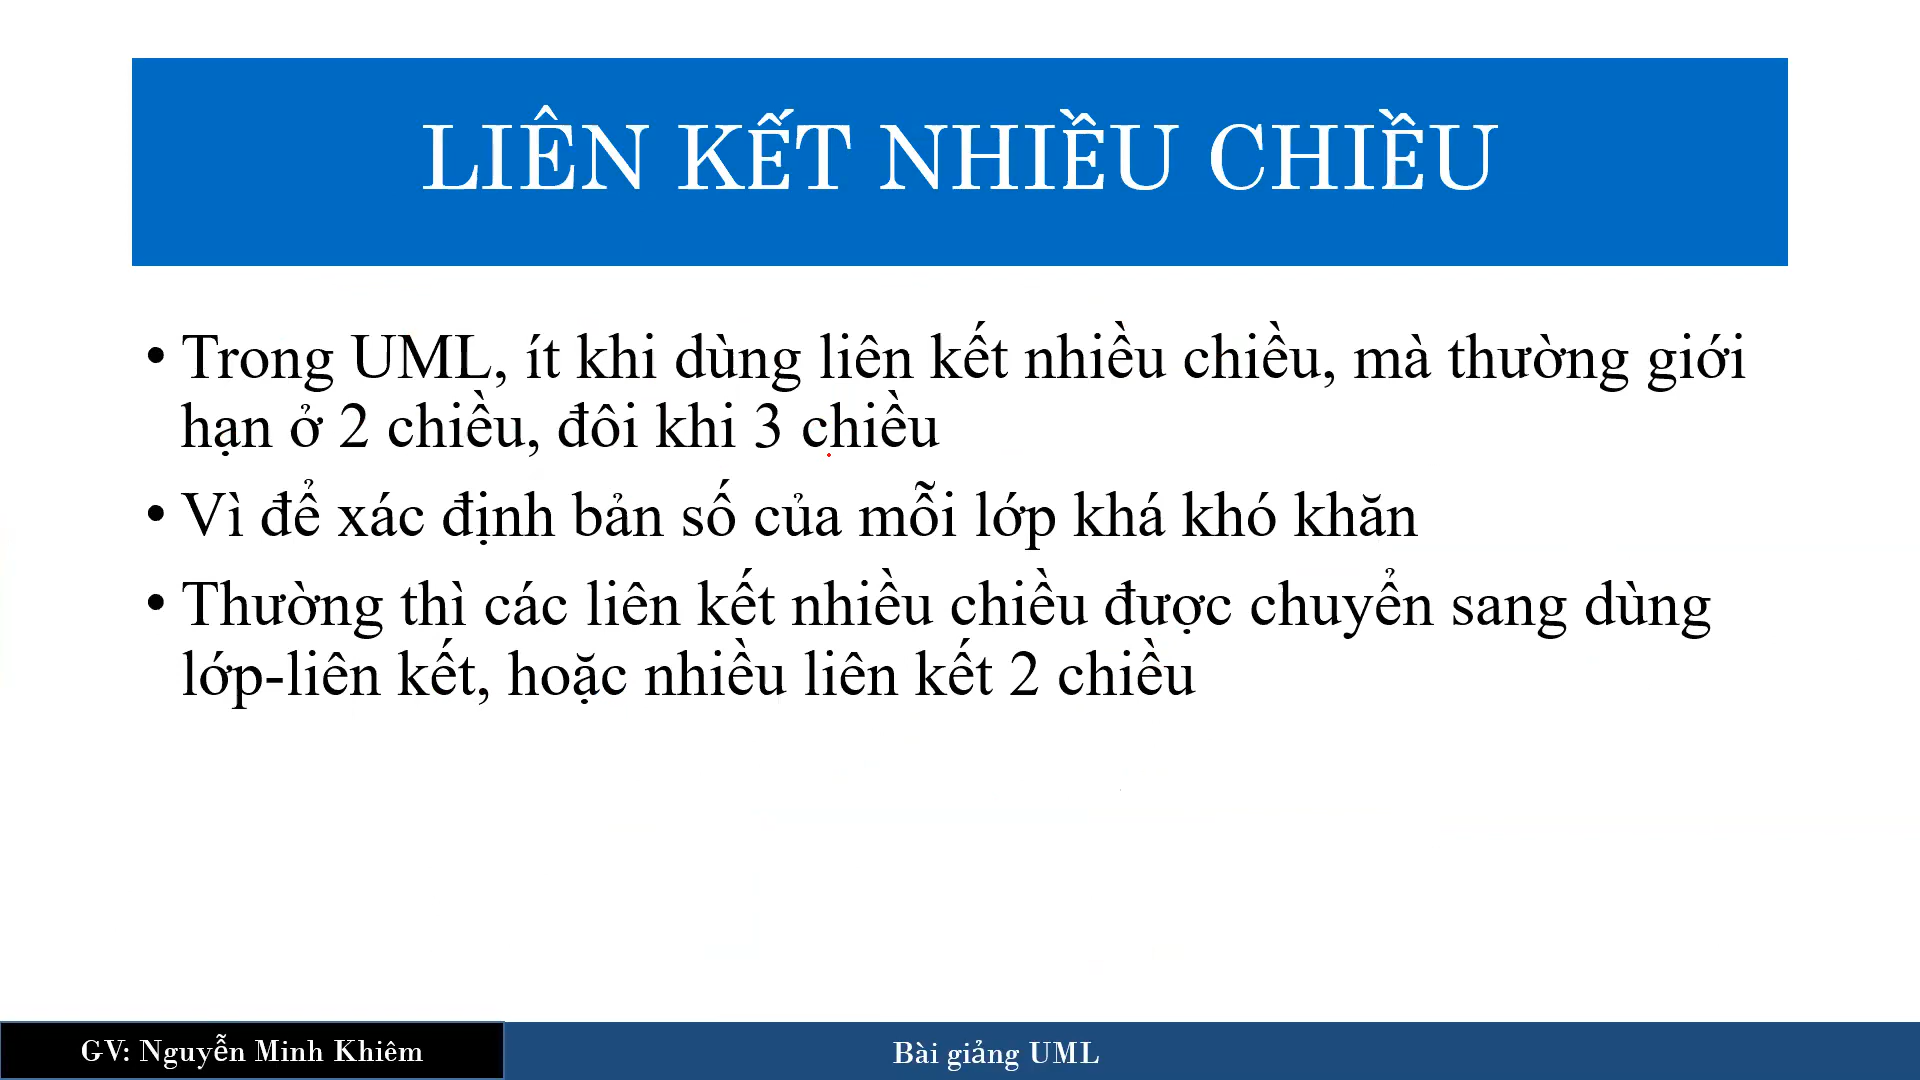 LIÊN KẾT NHIỀU CHIỀU
• Trong UML, ít khi dùng liên kết nhiều chiều, mà thường giới
hạn ở 2 chiều, đôi khi 3 chiều
• Vì để xác định bản số của mỗi lớp khá khó khăn
• Thường thì các liên kết nhiều chiều được chuyển sang dùng
lớp-liên kết, hoặc nhiều liên kết 2 chiều
GV: Nguyễn Minh Khiêm
Bài giảng UML